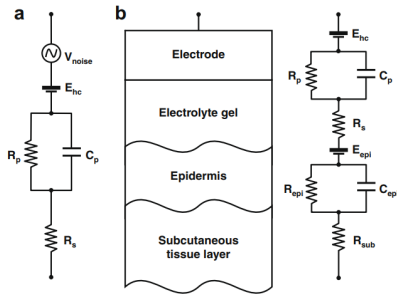 a
V noise
E hc
R p
C p
R s
b
Electrode
Electrolyte gel
Epidermis
Subcutaneous
tissue layer
E hc
R p
C p
R s
E epi
R epi
C ep
R sub